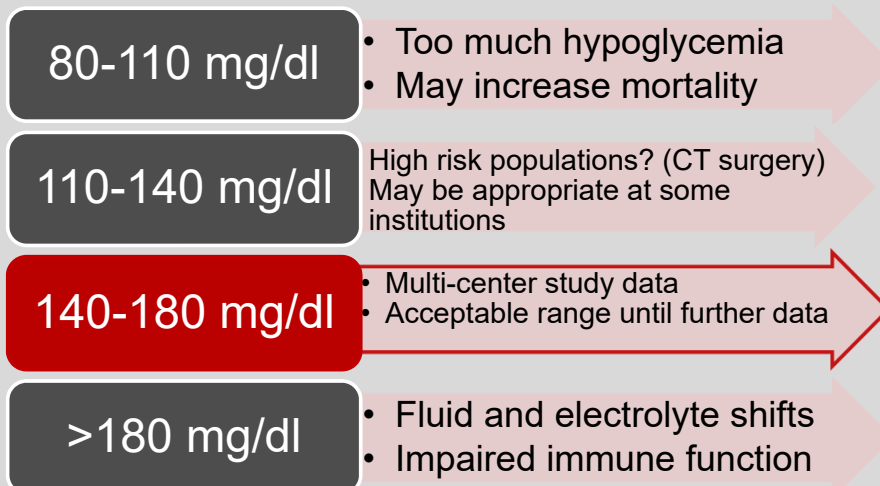 80-110 mg/dl
• Too much hypoglycemia
• May increase mortality
110-140 mg/dl
High risk populations? (CT surgery)
May be appropriate at some
institutions
140-180 mg/dl
• Multi-center study data
• Acceptable range until further data
>180 mg/dl
• Fluid and electrolyte shifts
• Impaired immune function